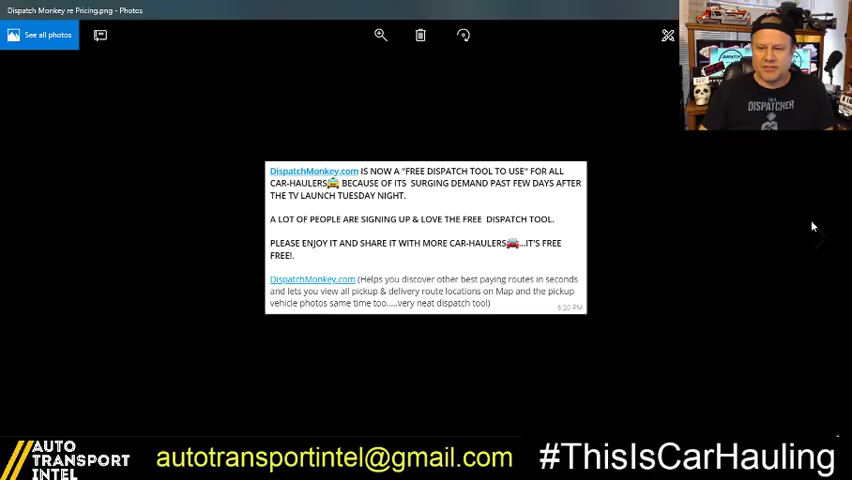 Dispatch Monkey re Pricing.png - Photos
See all photos
DispatchMonkey.com IS NOW A "FREE DISPATCH TOOL TO USE" FOR ALL
CAR-HAULERS🚖 BECAUSE OF ITS  SURGING DEMAND PAST FEW DAYS AFTER
THE TV LAUNCH TUESDAY NIGHT.
A LOT OF PEOPLE ARE SIGNING UP & LOVE THE FREE  DISPATCH TOOL.
PLEASE ENJOY IT AND SHARE IT WITH MORE CAR-HAULERS🚘...IT'S FREE
FREE!.
DispatchMonkey.com (Helps you discover other best paying routes in seconds
and lets you view all pickup & delivery route locations on Map and the pickup
vehicle photos same time too.....very neat dispatch tool)
6:20 PM
DISPATCHER
AUTO
TRANSPORT
INTEL
autotransportintel@gmail.com
#ThisIsCarHauling